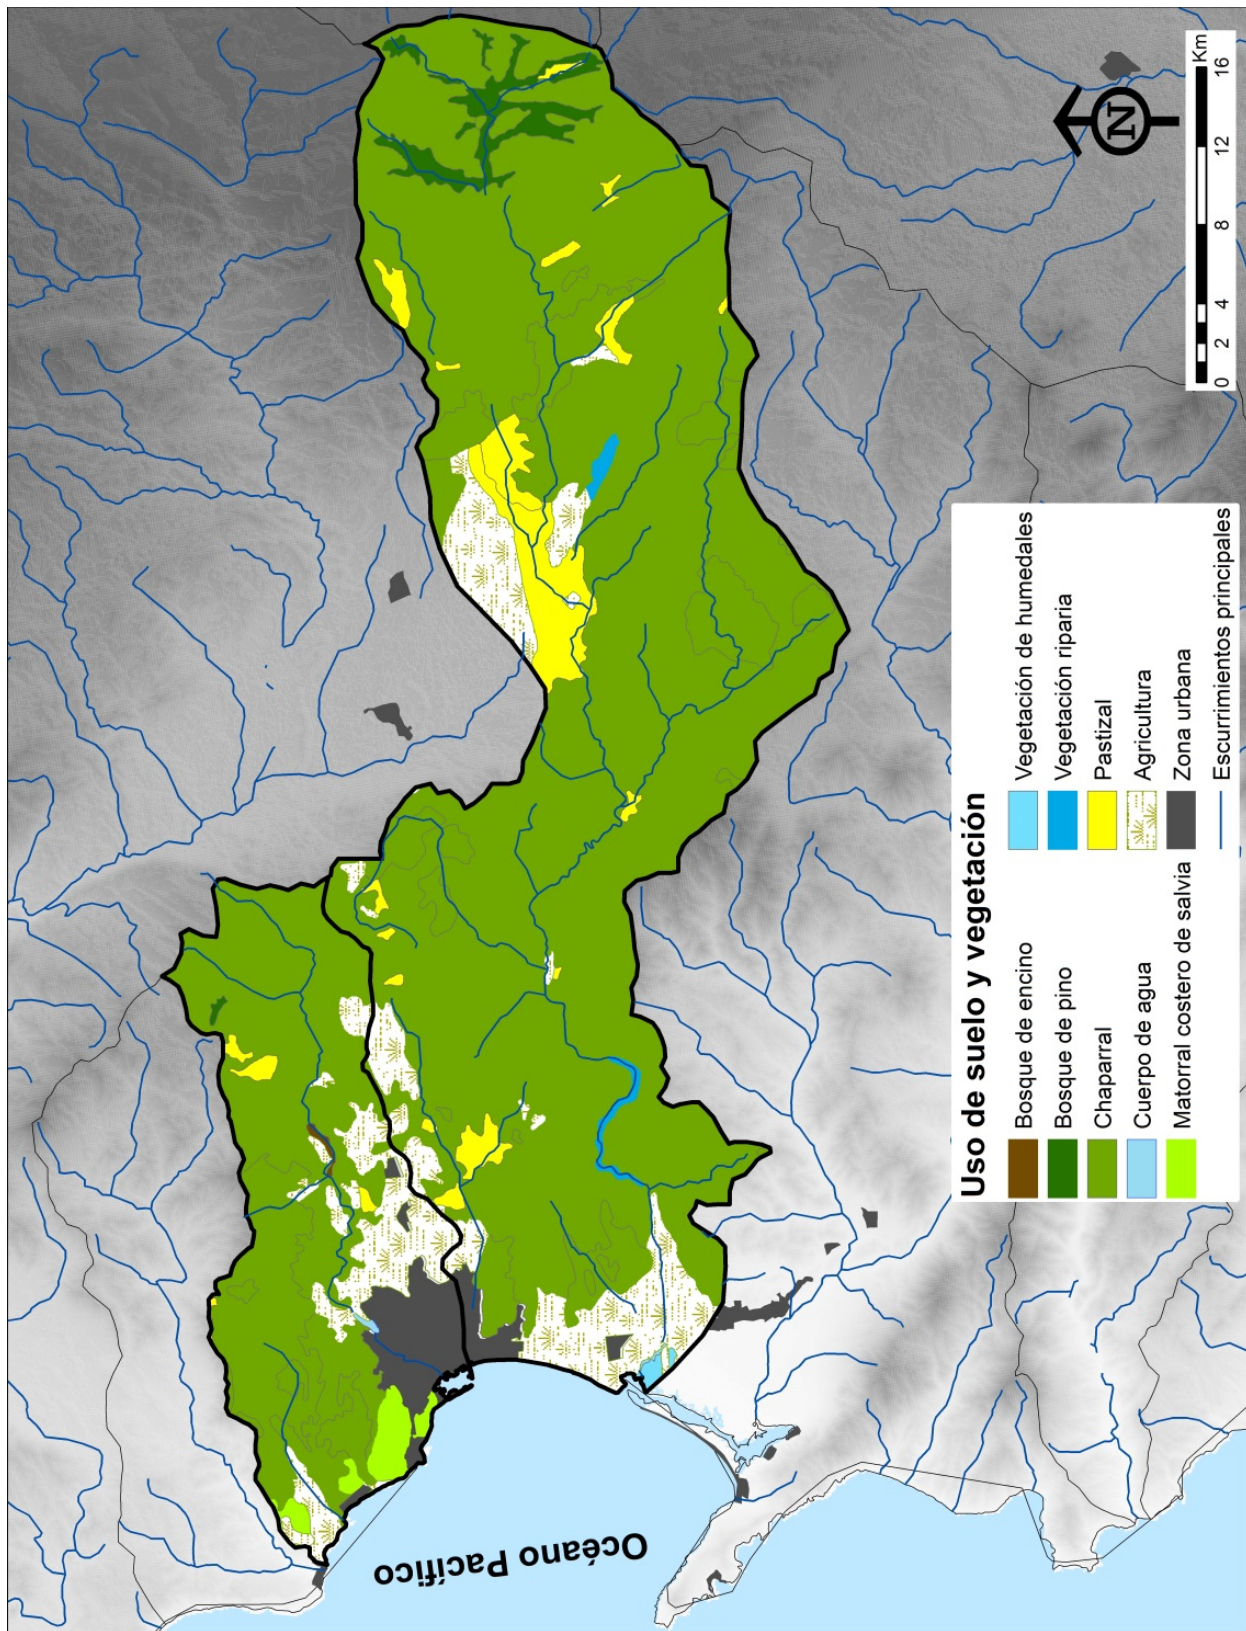 Océano Pacífico
Uso de suelo y vegetación
Bosque de encino
Bosque de pino
Chaparral
Cuerpo de agua
Matorral costero de salvia
Vegetación de humedales
Vegetación riparia
Pastizal
Agricultura
Zona urbana
Escurrimientos principales
N
0 2 4 8 12 16
Km